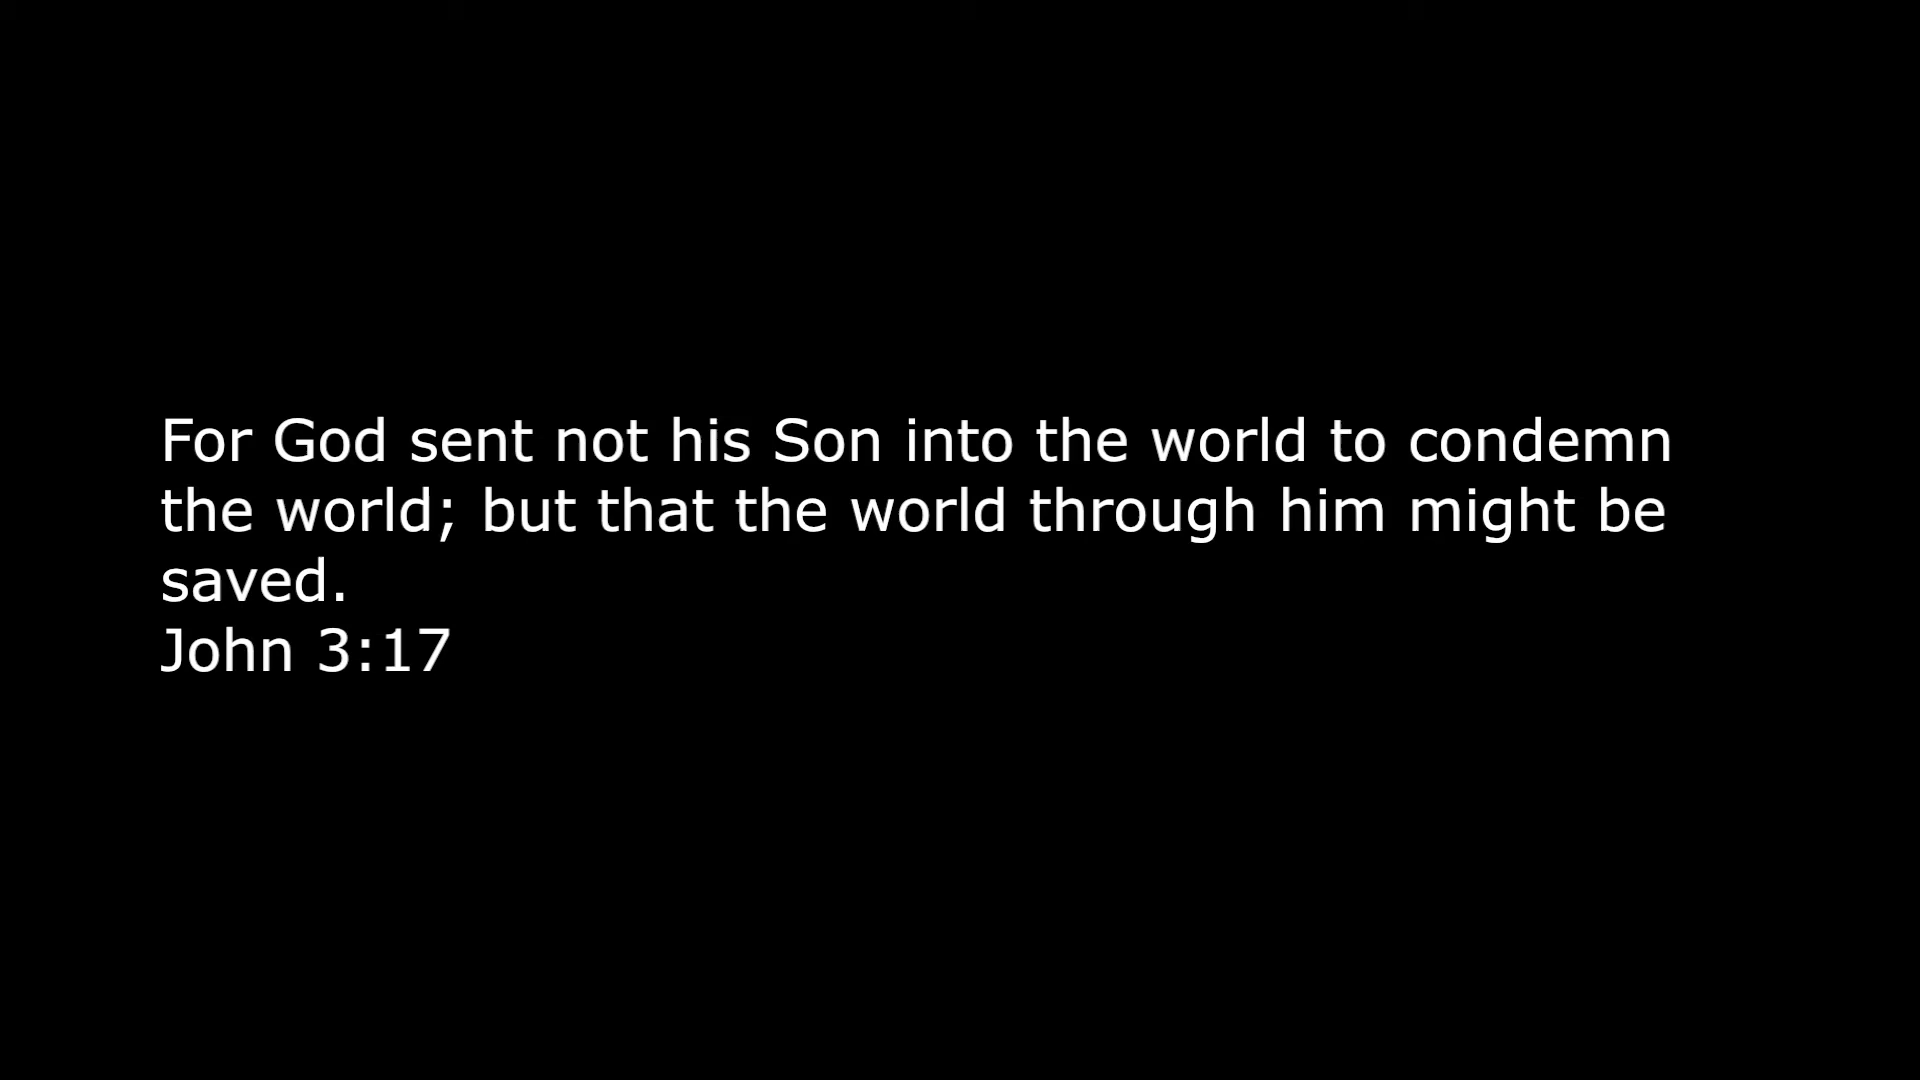 For God sent not his Son into the world to condemn
the world; but that the world through him might be
saved.
John 3:17